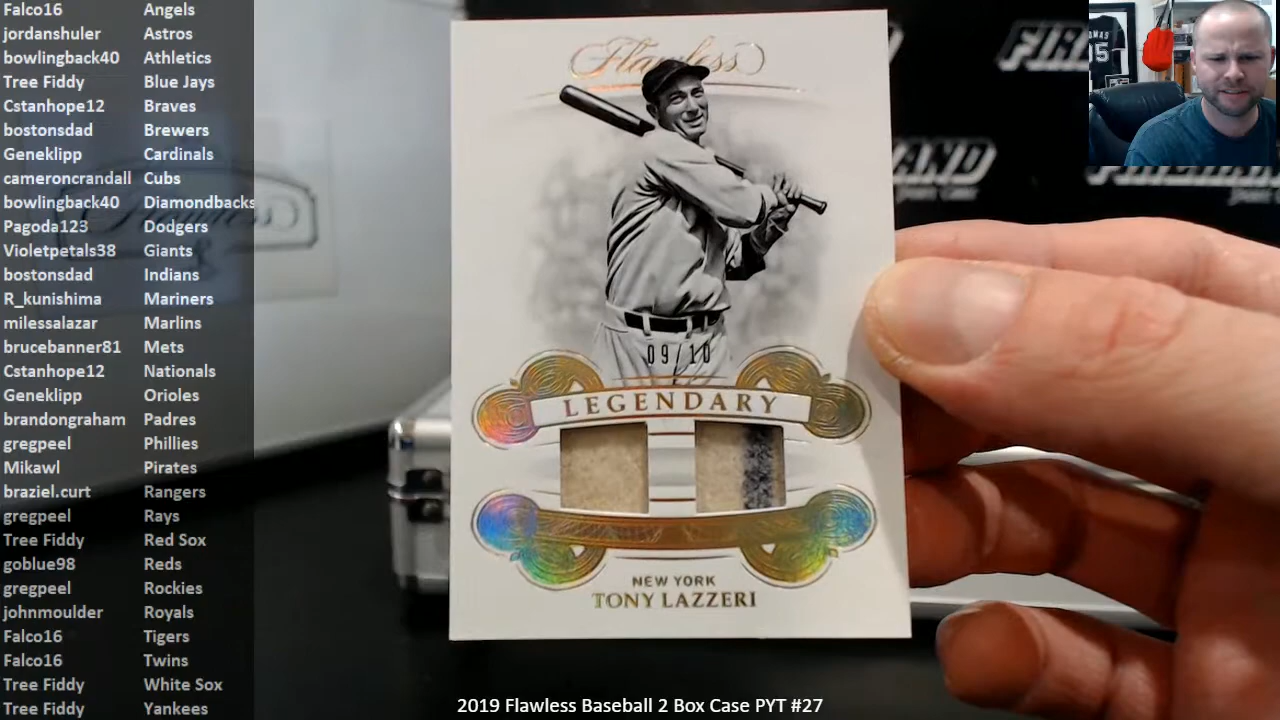 Falco16 Angels
jordanshuler Astros
bowlingback40 Athletics
Tree Fiddy Blue Jays
Cstanhope12 Braves
bostonsdad Brewers
Geneklipp Cardinals
cameroncrandall Cubs
bowlingback40 Diamondbacks
Pagoda123 Dodgers
Violetpetals38 Giants
bostonsdad Indians
R_kunishima Mariners
milessalazar Marlins
brucebanner81 Mets
Cstanhope12 Nationals
Geneklipp Orioles
brandongraham Padres
gregpeel Phillies
Mikawl Pirates
braziel.curt Rangers
gregpeel Rays
Tree Fiddy Red Sox
goblue98 Reds
gregpeel Rockies
johnmoulder Royals
Falco16 Tigers
Falco16 Twins
Tree Fiddy White Sox
Tree Fiddy Yankees
Flawless
Flawless
09/10
LEGENDARY
NEW YORK
TONY LAZZERI
2019 Flawless Baseball 2 Box Case PYT #27